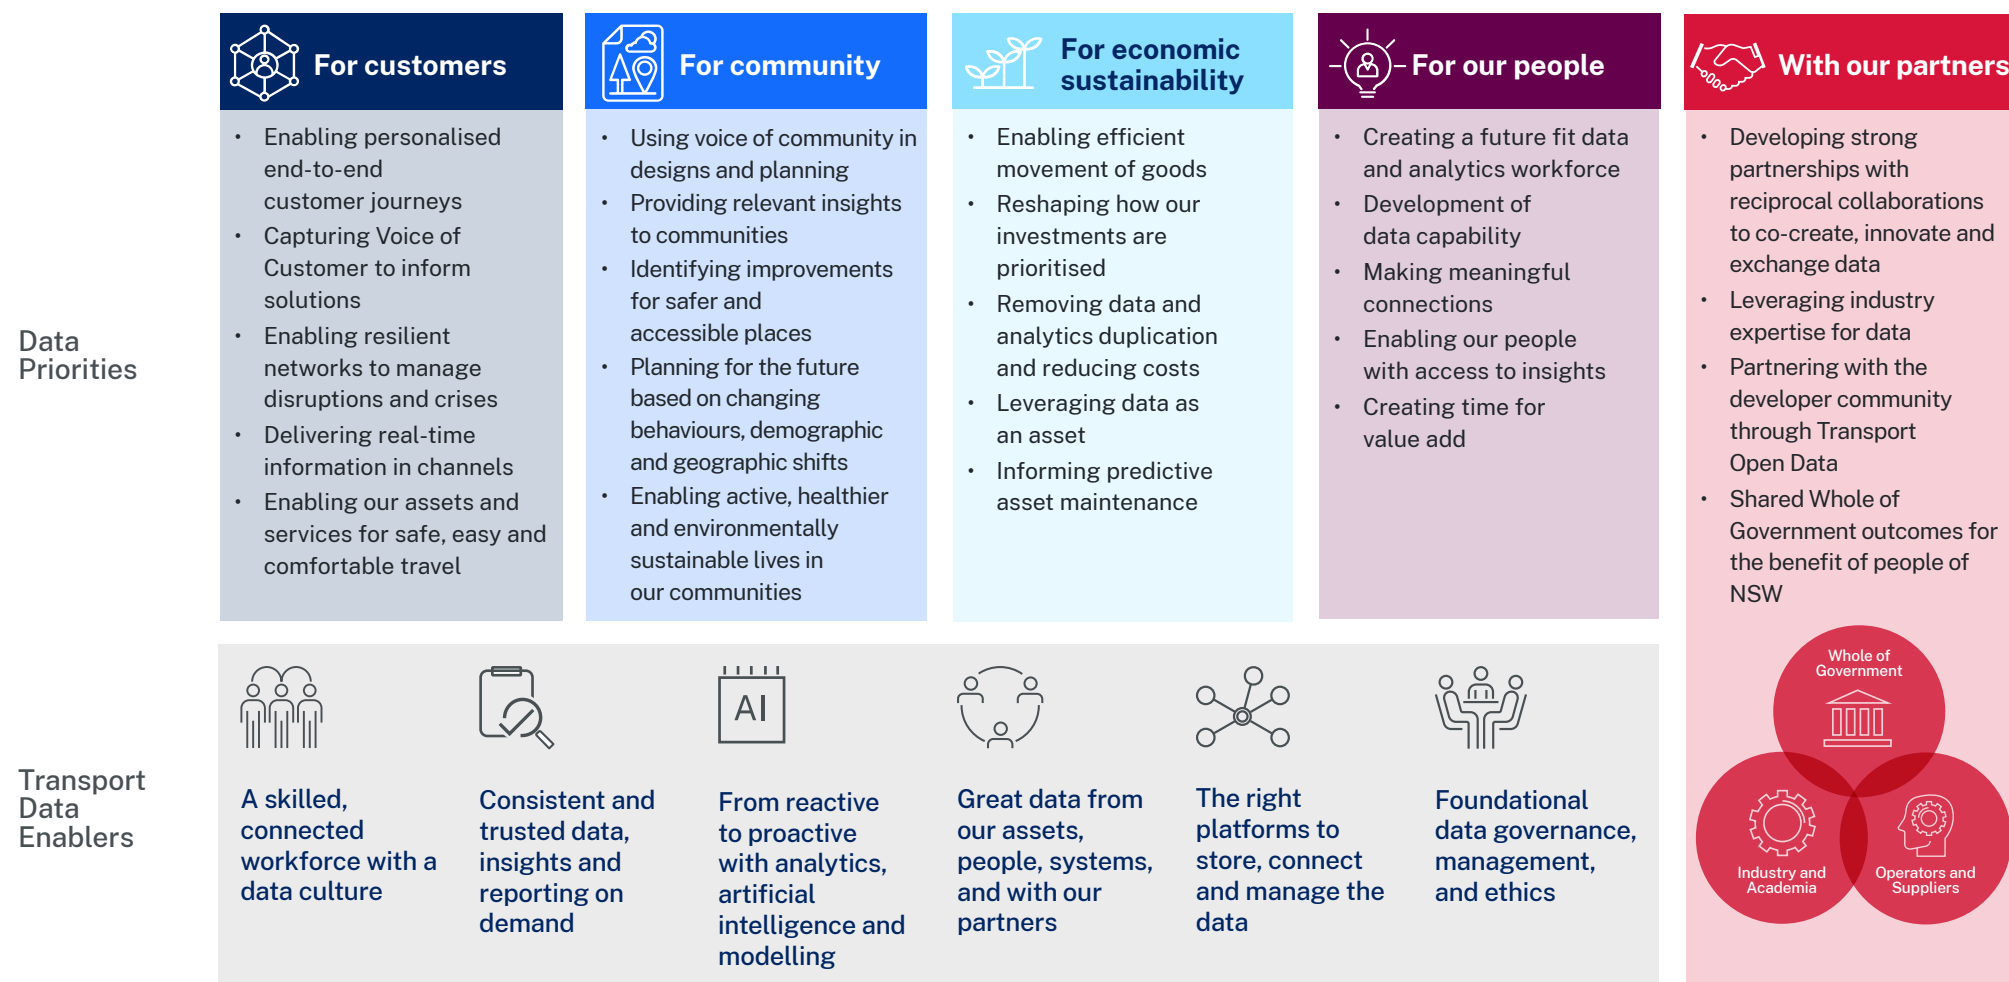 For customers
Enabling personalised
end-to-end
customer journeys
Capturing Voice of
Customer to inform
solutions
Enabling resilient
networks to manage
disruptions and crises
Delivering real-time
information in channels
Enabling our assets and
services for safe, easy and
comfortable travel
For community
Using voice of community in
designs and planning
Providing relevant insights
to communities
Identifying improvements
for safer and
accessible places
Planning for the future
based on changing
behaviours, demographic
and geographic shifts
Enabling active, healthier
and environmentally
sustainable lives in
our communities
For economic
sustainability
Enabling efficient
movement of goods
Reshaping how our
investments are
prioritised
Removing data and
analytics duplication
and reducing costs
Leveraging data as
an asset
Informing predictive
asset maintenance
For our people
Creating a future fit data
and analytics workforce
Development of
data capability
Making meaningful
connections
Enabling our people
with access to insights
Creating time for
value add
With our partners
Developing strong
partnerships with
reciprocal collaborations
to co-create, innovate and
exchange data
Leveraging industry
expertise for data
Partnering with the
developer community
through Transport
Open Data
Shared Whole of
Government outcomes for
the benefit of people of
NSW
Whole of
Government
Industry and
Academia
Operators and
Suppliers
Data
Priorities
Transport
Data
Enablers
A skilled,
connected
workforce with a
data culture
Consistent and
trusted data,
insights and
reporting on
demand
AI
From reactive
to proactive
with analytics,
artificial
intelligence and
modelling
Great data from
our assets,
people, systems,
and with our
partners
The right
platforms to
store, connect
and manage the
data
Foundational
data governance,
management,
and ethics